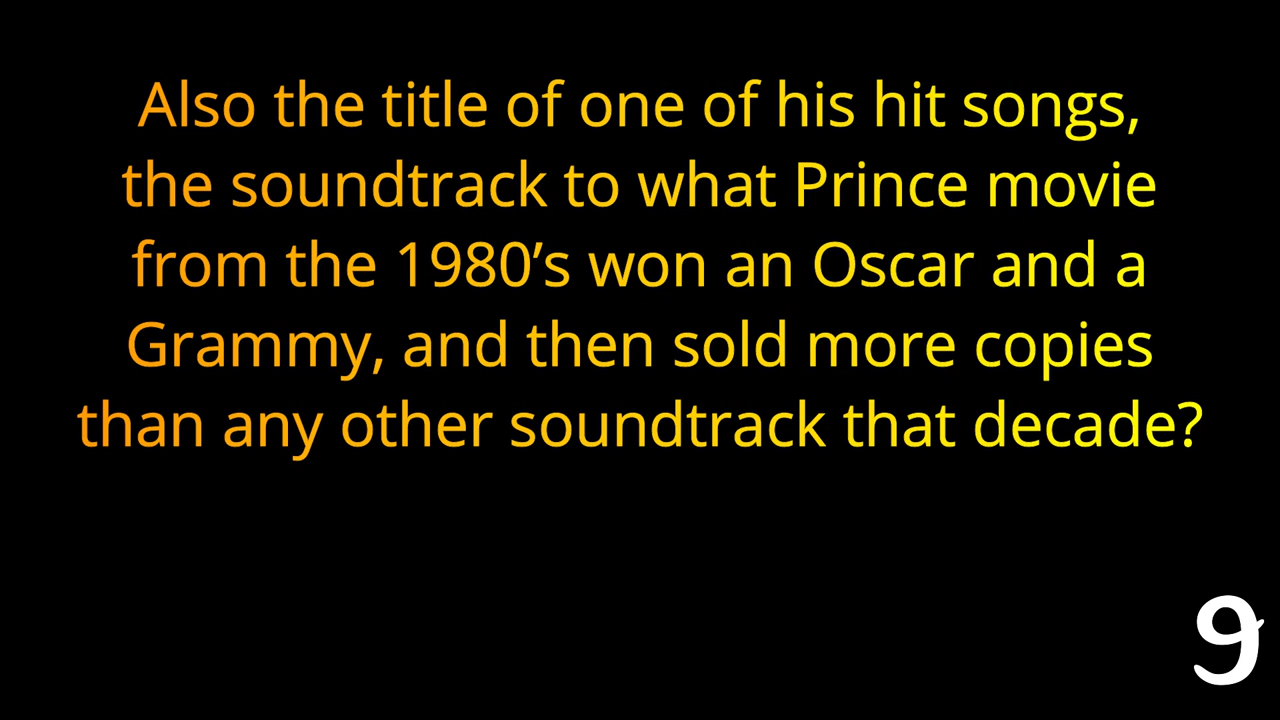 Also the title of one of his hit songs,
the soundtrack to what Prince movie
from the 1980’s won an Oscar and a
Grammy, and then sold more copies
than any other soundtrack that decade?
9